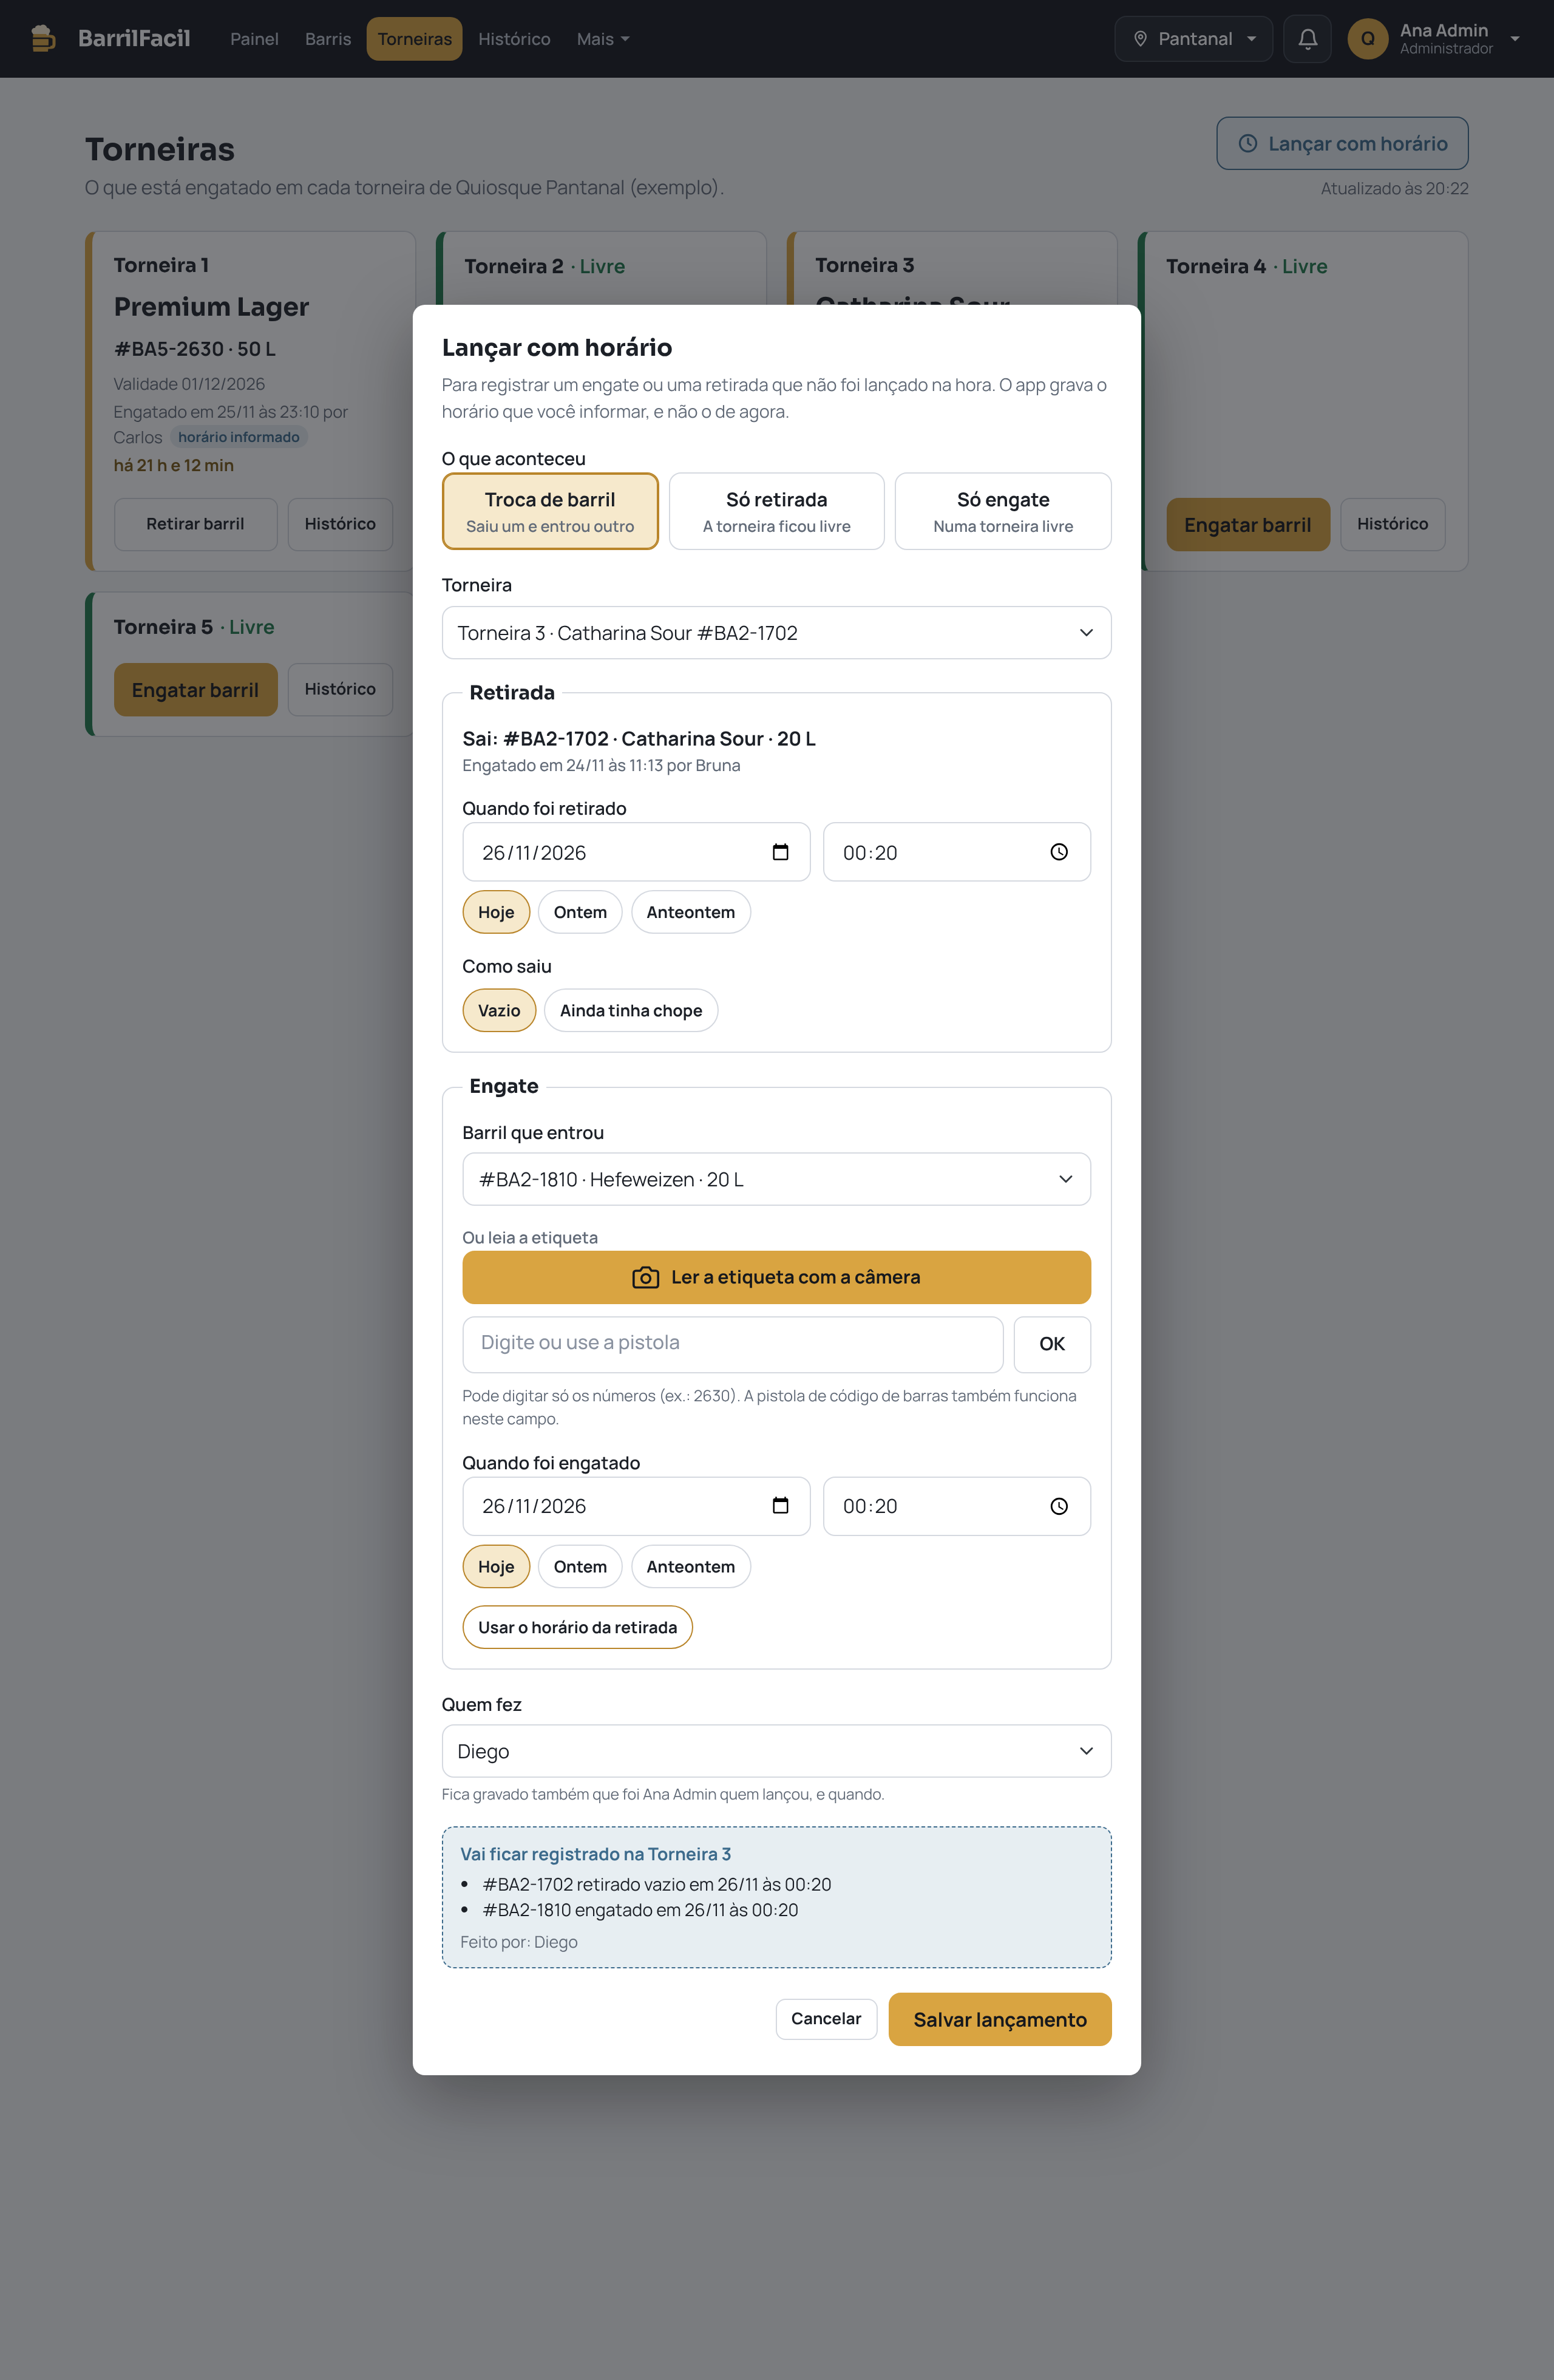 BarrilFacil
Painel
Barris
Torneiras
Histórico
Mais
Pantanal
Q
Ana Admin
Administrador
Torneiras
O que está engatado em cada torneira de Quiosque Pantanal (exemplo).
Lançar com horário
Atualizado às 20:22
Torneira 1
Premium Lager
#BA5-2630 · 50 L
Validade 01/12/2026
Engatado em 25/11 às 23:10 por
Carlos horário informado
há 21 h e 12 min
Retirar barril
Histórico
Torneira 2 · Livre
Torneira 3
Catharina Sour
Torneira 4 · Livre
Engatar barril
Histórico
Torneira 5 · Livre
Engatar barril
Histórico
Lançar com horário
Para registrar um engate ou uma retirada que não foi lançado na hora. O app grava o
horário que você informar, e não o de agora.
O que aconteceu
Troca de barril
Saiu um e entrou outro
Só retirada
A torneira ficou livre
Só engate
Numa torneira livre
Torneira
Torneira 3 · Catharina Sour #BA2-1702
Retirada
Sai: #BA2-1702 · Catharina Sour · 20 L
Engatado em 24/11 às 11:13 por Bruna
Quando foi retirado
26/11/2026
00:20
Hoje
Ontem
Anteontem
Como saiu
Vazio
Ainda tinha chope
Engate
Barril que entrou
#BA2-1810 · Hefeweizen · 20 L
Ou leia a etiqueta
Ler a etiqueta com a câmera
Digite ou use a pistola
OK
Pode digitar só os números (ex.: 2630). A pistola de código de barras também funciona
neste campo.
Quando foi engatado
26/11/2026
00:20
Hoje
Ontem
Anteontem
Usar o horário da retirada
Quem fez
Diego
Fica gravado também que foi Ana Admin quem lançou, e quando.
Vai ficar registrado na Torneira 3
• #BA2-1702 retirado vazio em 26/11 às 00:20
• #BA2-1810 engatado em 26/11 às 00:20
Feito por: Diego
Cancelar
Salvar lançamento